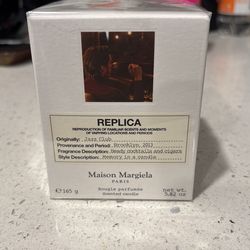 REPLICA
REPRODUCTION OF FAMILIAR SCENTS AND MOMENTS
OF VARYING LOCATIONS AND PERIODS
Originally: Jazz Club
Provenance and Period: Brooklyn, 2013
Fragrance Description: Heady cocktails and cigars
Style Description: Memory in a candle
Maison Margiela
PARIS
Bougie parfumée
scented candle
℮ 165 g
net wt.
5.82 oz